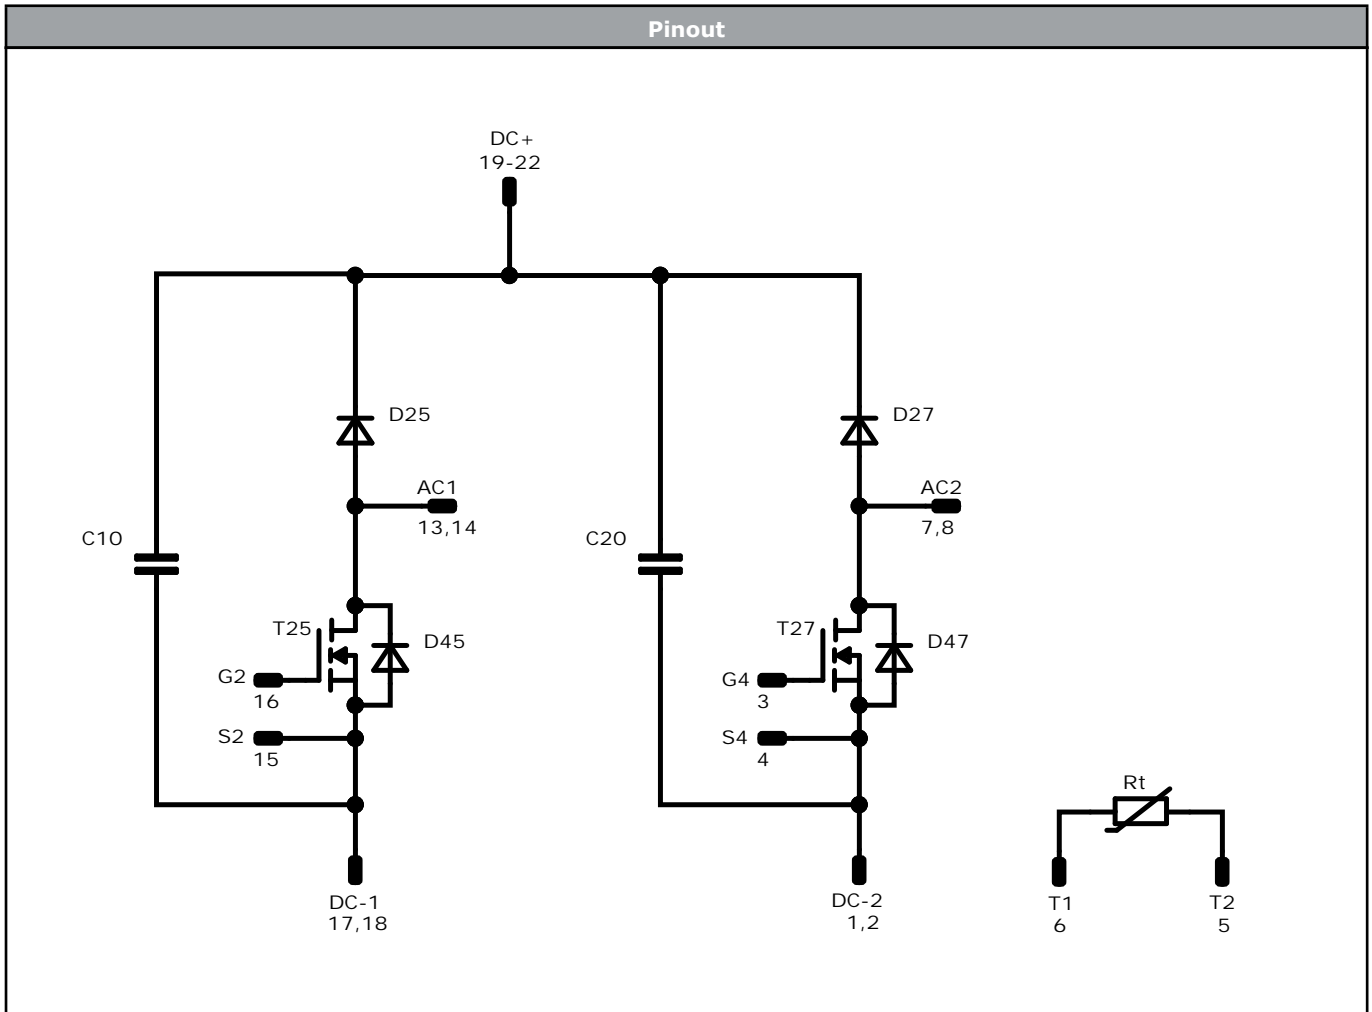 Pinout
DC+
19-22
D25
D27
AC1
13,14
AC2
7,8
C10
C20
T25
D45
G2
16
S2
15
T27
D47
G4
3
S4
4
DC-1
17,18
DC-2
1,2
Rt
T1
6
T2
5